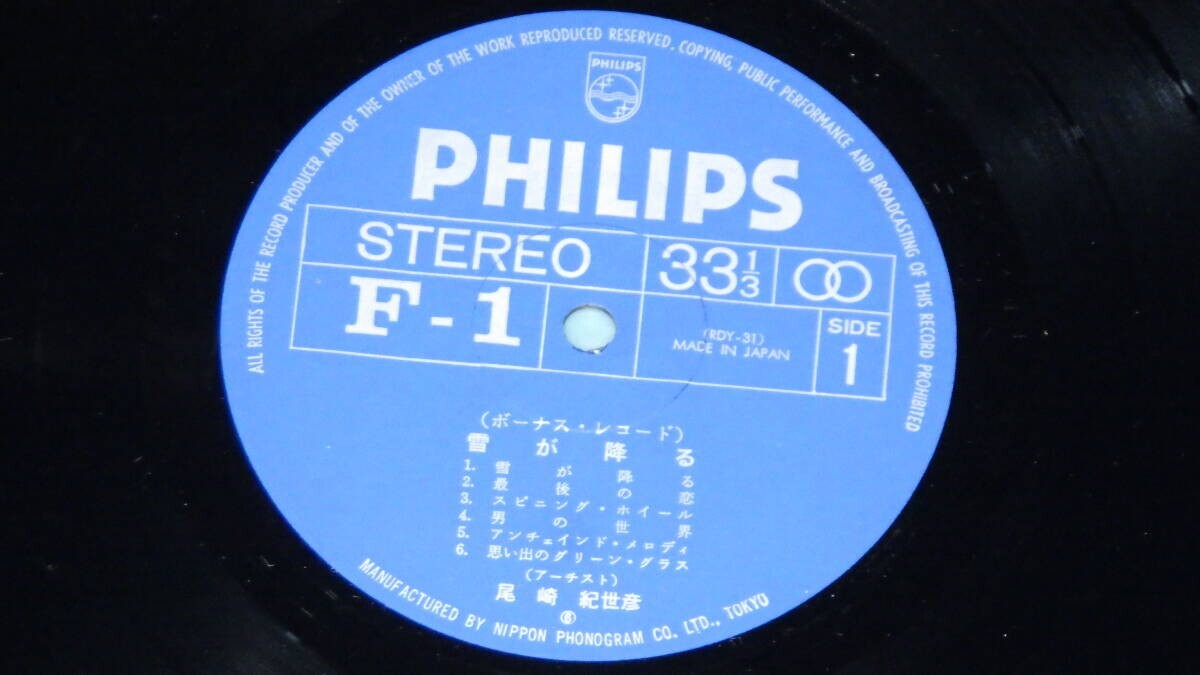 ALL RIGHTS OF THE RECORD PRODUCER AND OF THE OWNER OF THE WORK REPRODUCED RESERVED. COPYING, PUBLIC PERFORMANCE AND BROADCASTING OF THIS RECORD PROHIBITED
PHILIPS
PHILIPS
STEREO 33 1/3
F-1 (RDY-31) SIDE
MADE IN JAPAN 1
(ボーナス・レコード)
雪が降る
1. 雪が降る
2. 最後の恋
3. スピニング・ホイール
4. 男の世界
5. アンチェインド・メロディ
6. 思い出のグリーン・グラス
(アーチスト)
尾崎 紀世彦
⑥
MANUFACTURED BY NIPPON PHONOGRAM CO. LTD., TOKYO